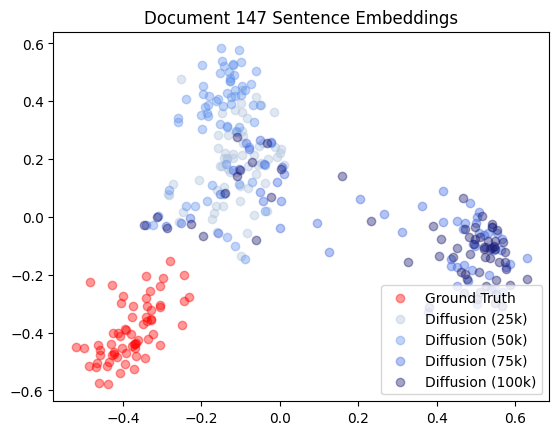 Document 147 Sentence Embeddings
0.6
0.4
0.2
0.0
−0.2
−0.4
−0.6
Ground Truth
Diffusion (25k)
Diffusion (50k)
Diffusion (75k)
Diffusion (100k)
−0.4 −0.2 0.0 0.2 0.4 0.6